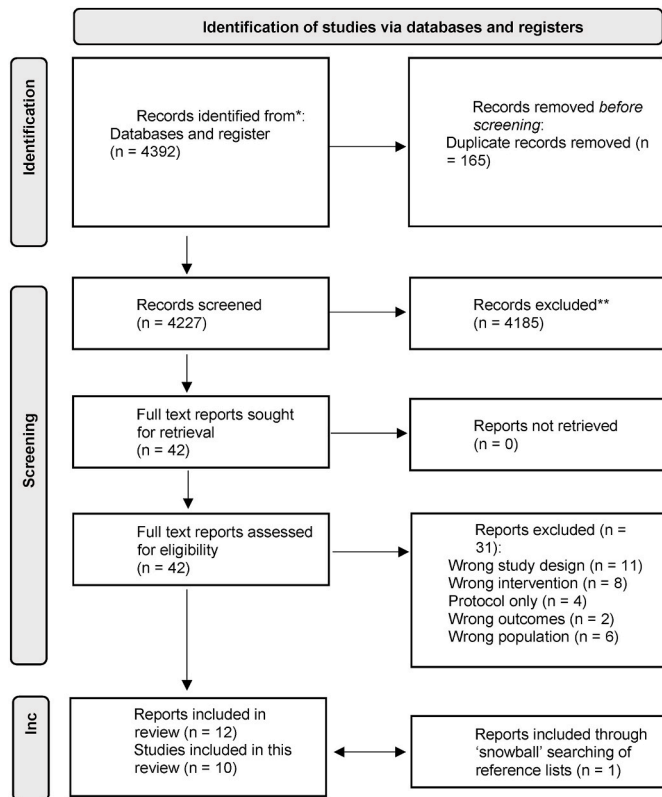 Identification of studies via databases and registers
Identification
Records identified from*:
Databases and register
(n = 4392)
Records removed before
screening:
Duplicate records removed (n
= 165)
Screening
Records screened
(n = 4227)
Records excluded**
(n = 4185)
Full text reports sought
for retrieval
(n = 42)
Reports not retrieved
(n = 0)
Full text reports assessed
for eligibility
(n = 42)
Reports excluded (n =
31):
Wrong study design (n = 11)
Wrong intervention (n = 8)
Protocol only (n = 4)
Wrong outcomes (n = 2)
Wrong population (n = 6)
Inc
Reports included in
review (n = 12)
Studies included in this
review (n = 10)
Reports included through
‘snowball’ searching of
reference lists (n = 1)